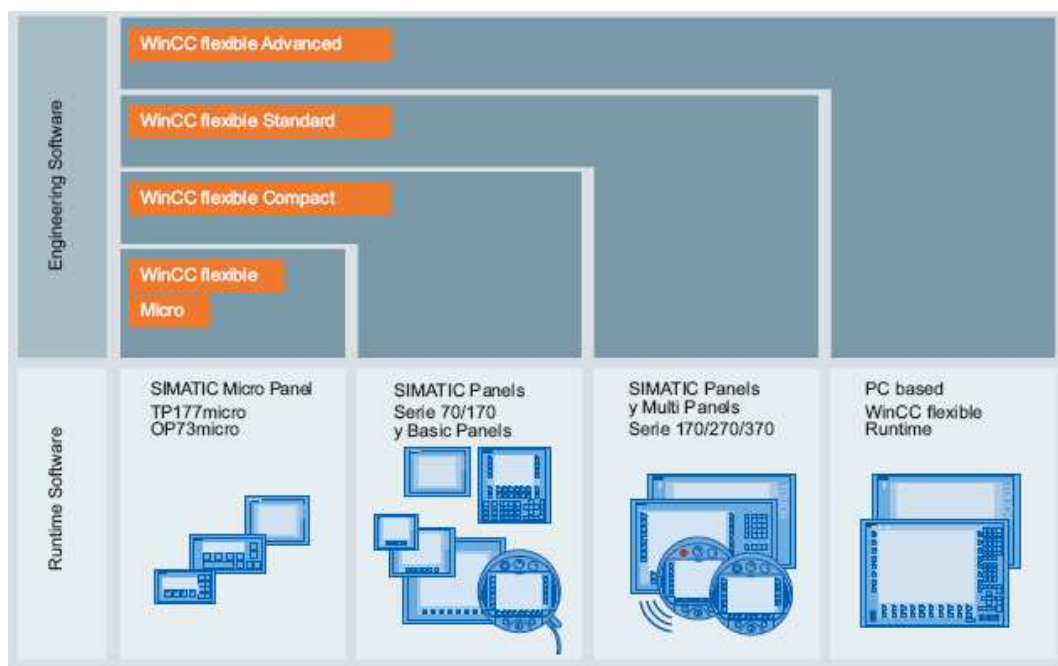 WinCC flexible Advanced
WinCC flexible Standard
WinCC flexible Compact
WinCC flexible
Micro
Engineering Software
SIMATIC Micro Panel
TP177micro
OP73micro
SIMATIC Panels
Serie 70/170
y Basic Panels
SIMATIC Panels
y Multi Panels
Serie 170/270/370
PC based
WinCC flexible
Runtime
Runtime Software